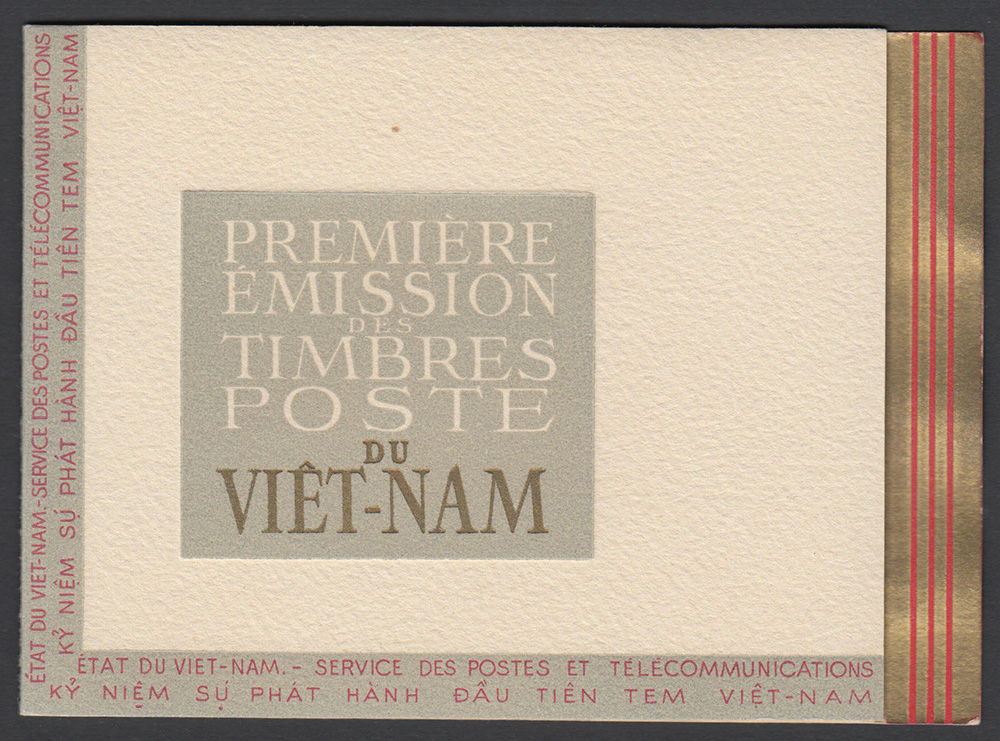 ÉTAT DU VIET-NAM.-SERVICE DES POSTES ET TÉLÉCOMMUNICATIONS
KỶ NIỆM SỰ PHÁT HÀNH ĐẦU TIÊN TEM VIỆT-NAM
PREMIÈRE
ÉMISSION
DES
TIMBRES
POSTE
DU
VIÊT-NAM
ÉTAT DU VIET-NAM.- SERVICE DES POSTES ET TÉLÉCOMMUNICATIONS
KỶ NIỆM SỰ PHÁT HÀNH ĐẦU TIÊN TEM VIỆT-NAM